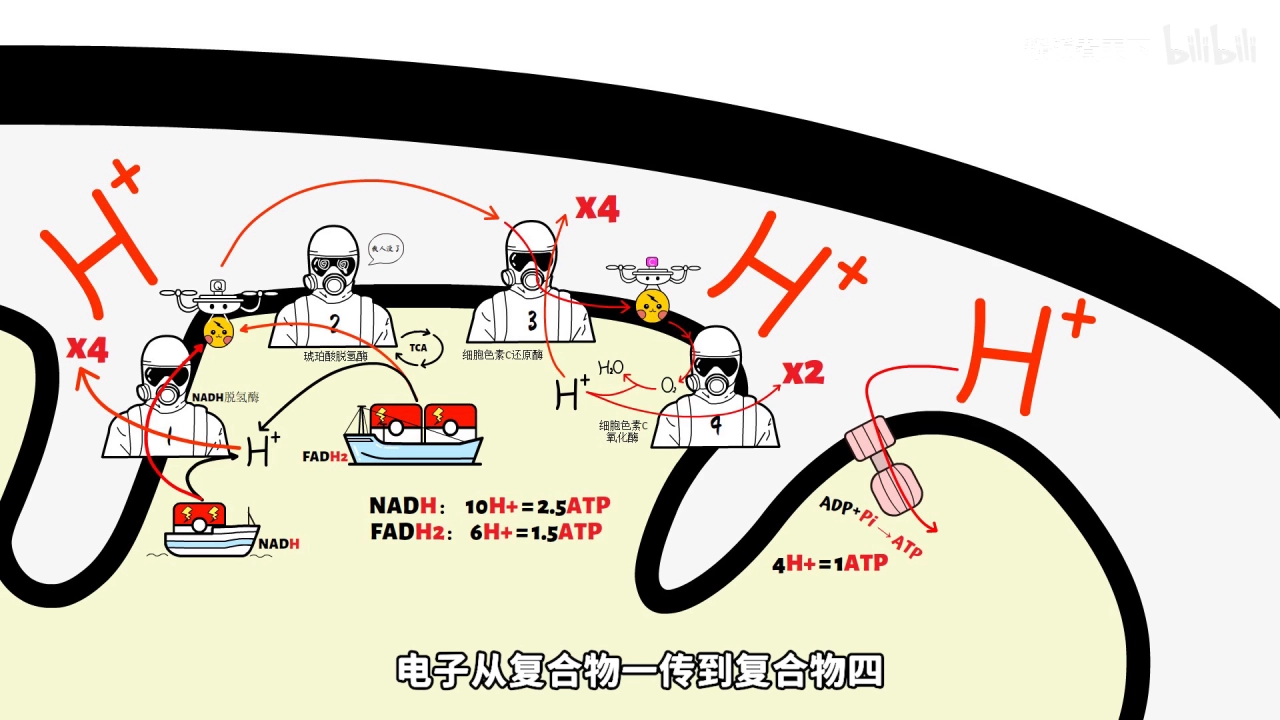 bilibili
H+
x4
我人没了
H+
Q
C
2
3
TCA
琥珀酸脱氢酶
细胞色素C还原酶
H+
x4
NADH脱氢酶
H₂O
O₂
x2
H+
1
4
细胞色素C
氧化酶
H+
FADH2
NADH
NADH： 10H+=2.5ATP
FADH2： 6H+=1.5ATP
ADP+Pi→ATP
4H+=1ATP
电子从复合物一传到复合物四